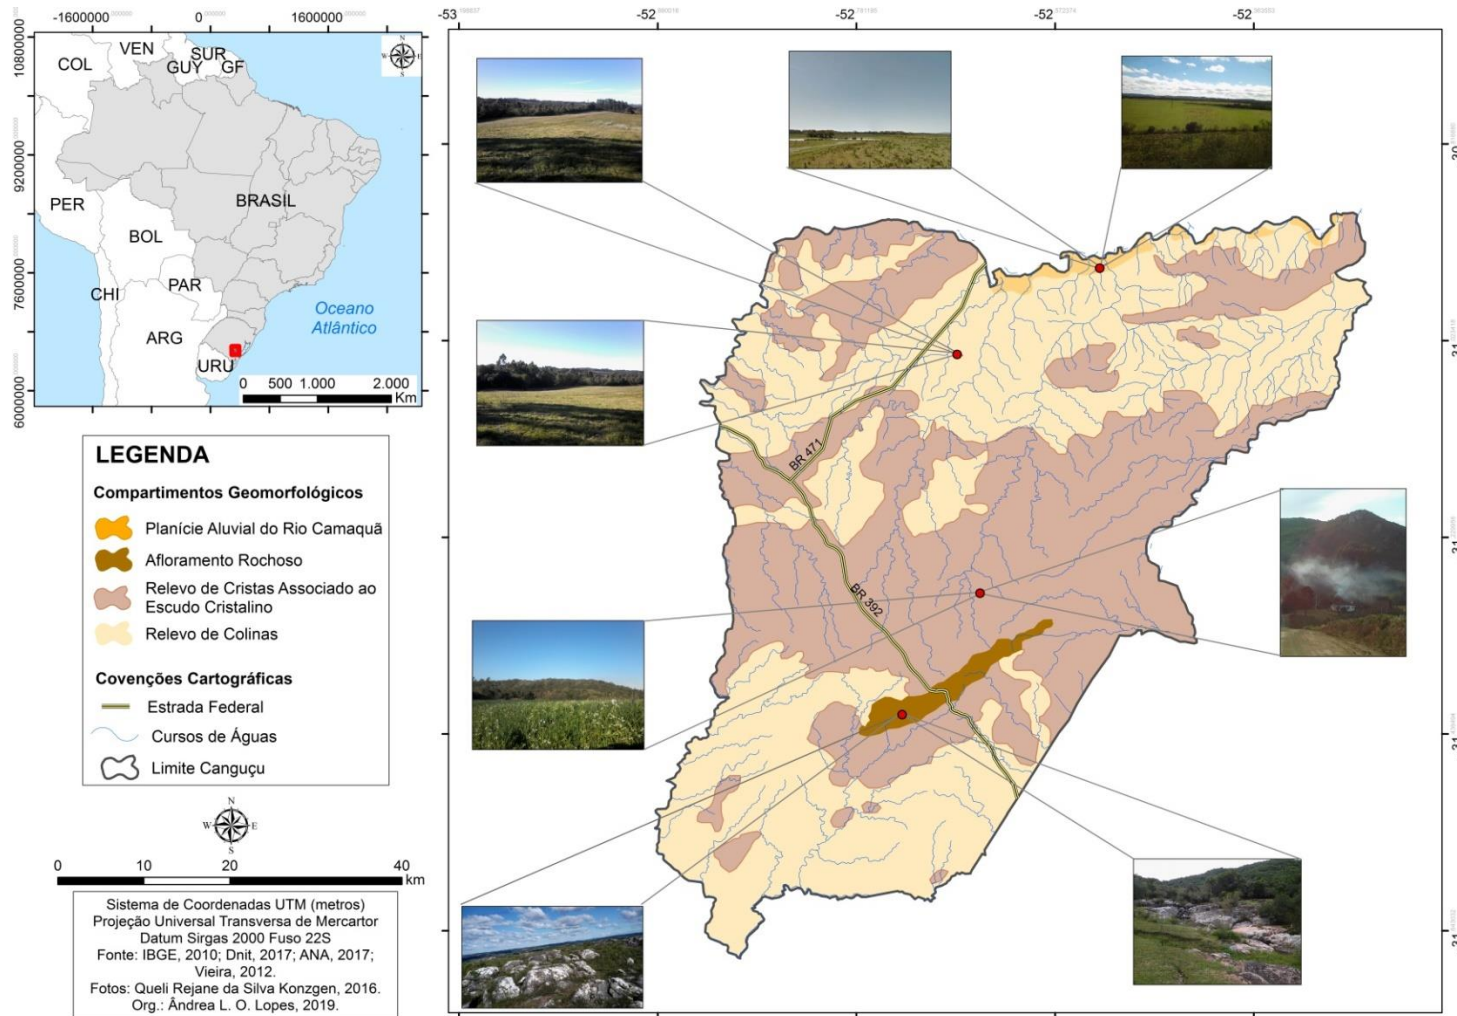 -1600000
0
1600000
10800000
9200000
7600000
6000000
VEN
SUR
COL
GUY
GF
N
W
E
S
PER
BRASIL
BOL
PAR
CHI
Oceano
Atlântico
ARG
URU
0 500 1.000 2.000
Km
LEGENDA
Compartimentos Geomorfológicos
Planície Aluvial do Rio Camaquã
Afloramento Rochoso
Relevo de Cristas Associado ao
Escudo Cristalino
Relevo de Colinas
Covenções Cartográficas
Estrada Federal
Cursos de Águas
Limite Canguçu
N
W
E
S
0 10 20 40
km
Sistema de Coordenadas UTM (metros)
Projeção Universal Transversa de Mercartor
Datum Sirgas 2000 Fuso 22S
Fonte: IBGE, 2010; Dnit, 2017; ANA, 2017;
Vieira, 2012.
Fotos: Queli Rejane da Silva Konzgen, 2016.
Org.: Ândrea L. O. Lopes, 2019.
-53
-52
-52
-52
-52
BR 471
BR 392
30
31
31
31
31